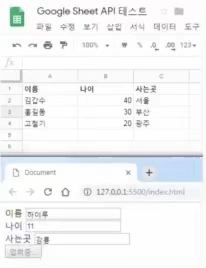 Google Sheet API 테스트
파일 수정 보기 삽입 서식 데이터 도구
100% ₩ % .0 .00 123
fx
A B C
1 이름 나이 사는곳
2 김갑수 40 서울
3 홍길동 30 부산
4 고철기 20 광주
5
6
Document
127.0.0.1:5500/index.html
이름 하이루
나이 11
사는곳 강릉
입력중...